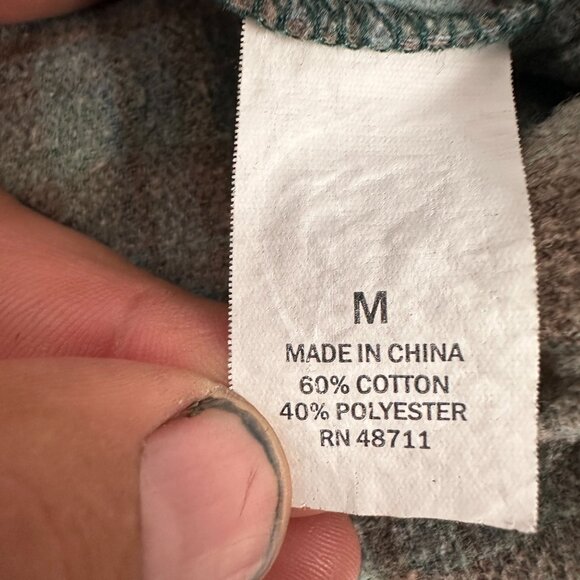 M
MADE IN CHINA
60% COTTON
40% POLYESTER
RN 48711